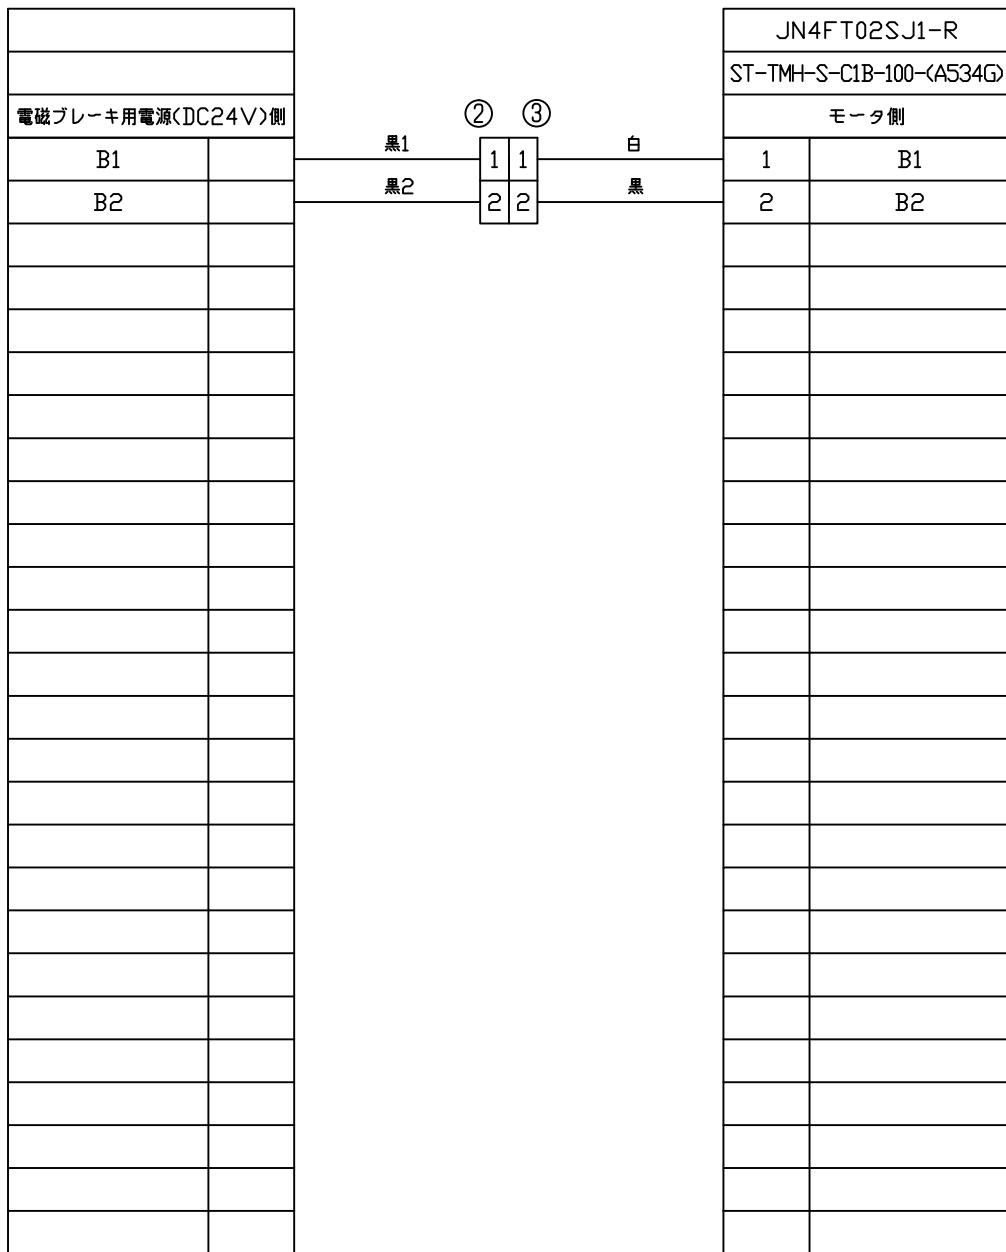 JN4FT02SJ1-R
ST-TMH-S-C1B-100-(A534G)
電磁ブレーキ用電源(DC24V)側 ② ③ モータ側
B1 黒1 1 1 白 1 B1
B2 黒2 2 2 黒 2 B2